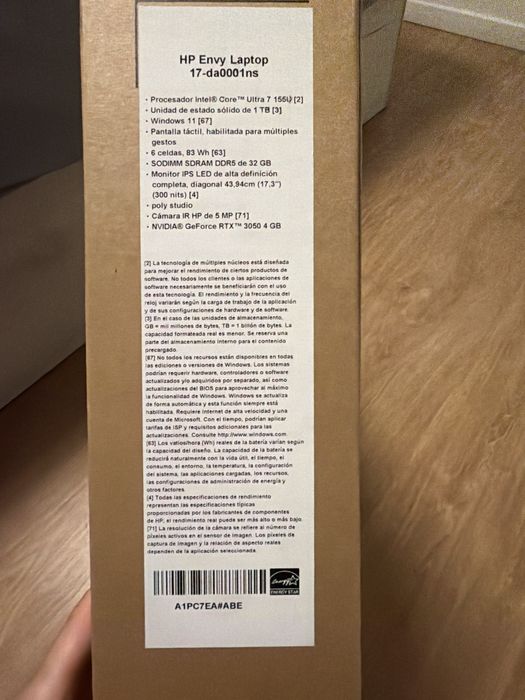 HP Envy Laptop
17-da0001ns
· Procesador Intel® Core™ Ultra 7 155U [2]
· Unidad de estado sólido de 1 TB [3]
· Windows 11 [67]
· Pantalla táctil, habilitada para múltiples
gestos
· 6 celdas, 83 Wh [63]
· SODIMM SDRAM DDR5 de 32 GB
· Monitor IPS LED de alta definición
completa, diagonal 43,94cm (17,3")
(300 nits) [4]
· poly studio
· Cámara IR HP de 5 MP [71]
· NVIDIA® GeForce RTX™ 3050 4 GB
[2] La tecnología de múltiples núcleos está diseñada
para mejorar el rendimiento de ciertos productos de
software. No todos los clientes o las aplicaciones de
software necesariamente se beneficiarán con el uso
de esta tecnología. El rendimiento y la frecuencia del
reloj variarán según la carga de trabajo de la aplicación
y de sus configuraciones de hardware y de software.
[3] En el caso de las unidades de almacenamiento,
GB = mil millones de bytes, TB = 1 billón de bytes. La
capacidad formateada real es menor. Se reserva una
parte del almacenamiento interno para el contenido
precargado.
[67] No todos los recursos están disponibles en todas
las ediciones o versiones de Windows. Los sistemas
podrían requerir hardware, controladores o software
actualizados y/o adquiridos por separado, así como
actualizaciones del BIOS para aprovechar al máximo
la funcionalidad de Windows. Windows se actualiza
de forma automática y esta función siempre está
habilitada. Requiere Internet de alta velocidad y una
cuenta de Microsoft. Con el tiempo, podrían aplicar
tarifas de ISP y requisitos adicionales para las
actualizaciones. Consulte http://www.windows.com.
[63] Los vatios/hora (Wh) reales de la batería varían según
la capacidad del diseño. La capacidad de la batería se
reducirá naturalmente con la vida útil, el tiempo, el
consumo, el entorno, la temperatura, la configuración
del sistema, las aplicaciones cargadas, los recursos,
las configuraciones de administración de energía y
otros factores.
[4] Todas las especificaciones de rendimiento
representan las especificaciones típicas
proporcionadas por los fabricantes de componentes
de HP; el rendimiento real puede ser más alto o más bajo.
[71] La resolución de la cámara se refiere al número de
píxeles activos en el sensor de imagen. Los píxeles de
captura de imagen y la relación de aspecto reales
dependen de la aplicación seleccionada.
ENERGY STAR
A1PC7EA#ABE